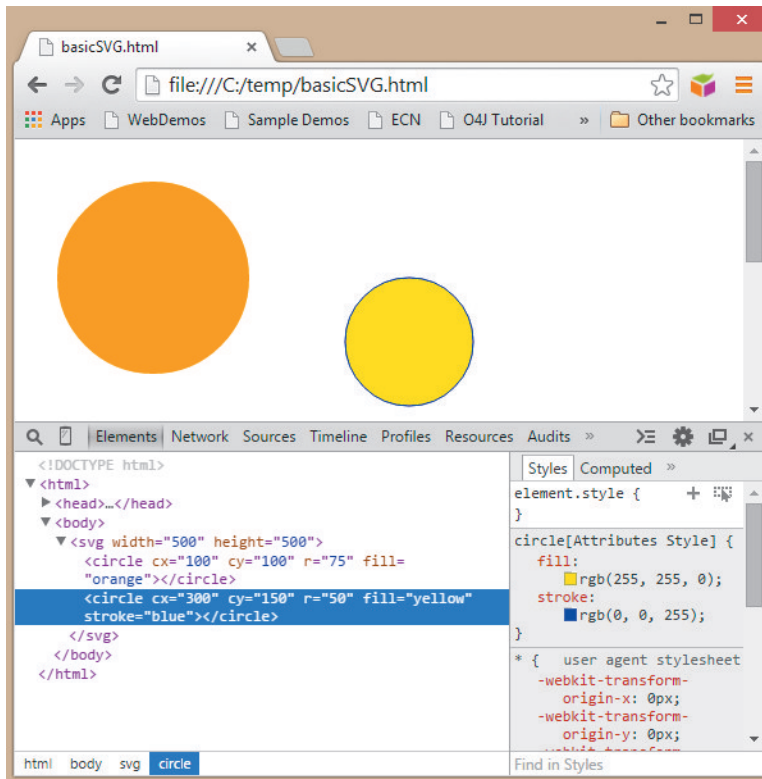 basicSVG.html ×
file:///C:/temp/basicSVG.html
Apps WebDemos Sample Demos ECN O4J Tutorial » Other bookmarks
Elements Network Sources Timeline Profiles Resources Audits » ×
<!DOCTYPE html>
▼<html>
▶<head>…</head>
▼<body>
▼<svg width="500" height="500">
<circle cx="100" cy="100" r="75" fill=
"orange"></circle>
<circle cx="300" cy="150" r="50" fill="yellow"
stroke="blue"></circle>
</svg>
</body>
</html>
html body svg circle
Styles Computed »
element.style {
}
circle[Attributes Style] {
fill:
rgb(255, 255, 0);
stroke:
rgb(0, 0, 255);
}
* { user agent stylesheet
-webkit-transform-
origin-x: 0px;
-webkit-transform-
origin-y: 0px;
Find in Styles